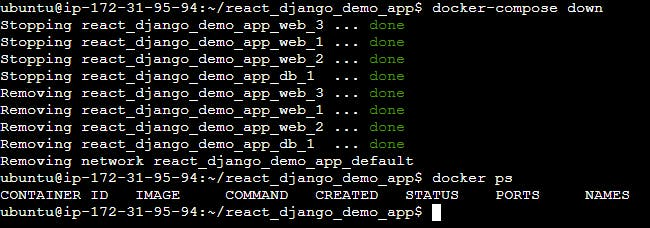 ubuntu@ip-172-31-95-94:~/react_django_demo_app$ docker-compose down
Stopping react_django_demo_app_web_3 ... done
Stopping react_django_demo_app_web_1 ... done
Stopping react_django_demo_app_web_2 ... done
Stopping react_django_demo_app_db_1  ... done
Removing react_django_demo_app_web_3 ... done
Removing react_django_demo_app_web_1 ... done
Removing react_django_demo_app_web_2 ... done
Removing react_django_demo_app_db_1  ... done
Removing network react_django_demo_app_default
ubuntu@ip-172-31-95-94:~/react_django_demo_app$ docker ps
CONTAINER ID   IMAGE     COMMAND   CREATED   STATUS    PORTS     NAMES
ubuntu@ip-172-31-95-94:~/react_django_demo_app$